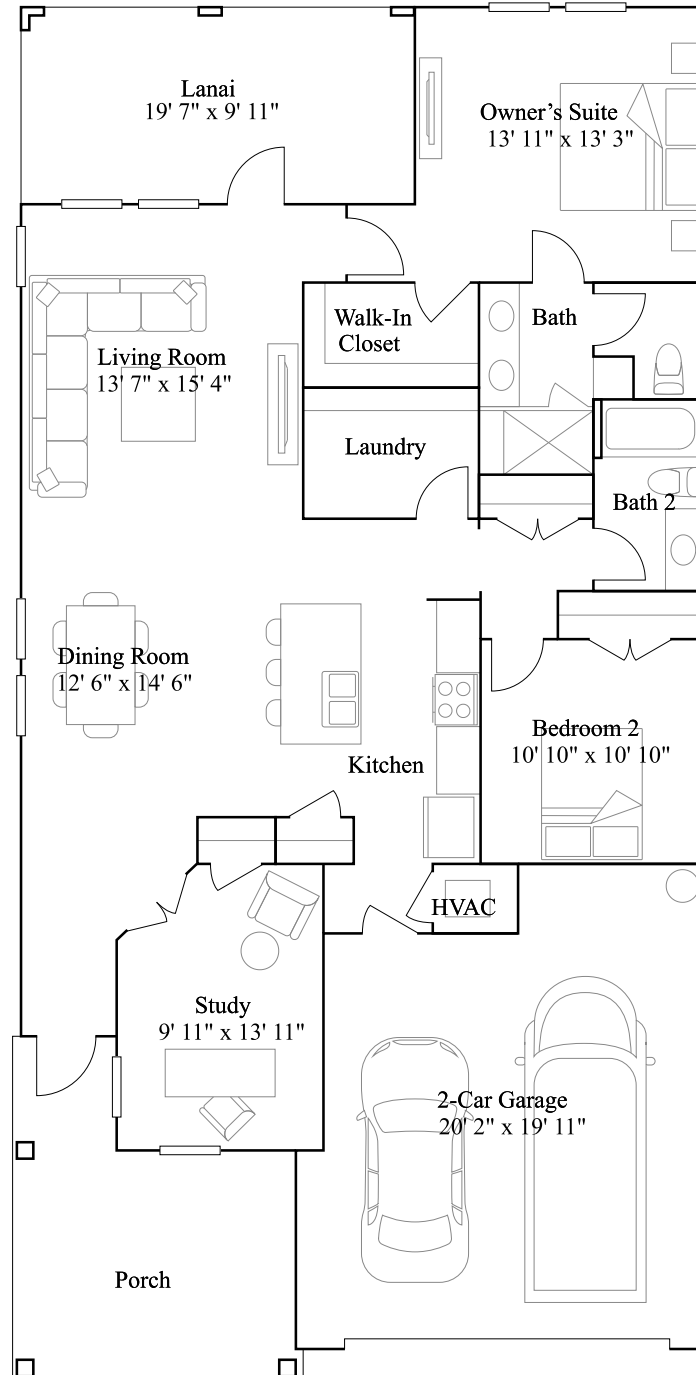 Lanai
19' 7" x 9' 11"
Owner's Suite
13' 11" x 13' 3"
Walk-In
Closet
Bath
Living Room
13' 7" x 15' 4"
Laundry
Bath 2
Dining Room
12' 6" x 14' 6"
Bedroom 2
10' 10" x 10' 10"
Kitchen
HVAC
Study
9' 11" x 13' 11"
2-Car Garage
20' 2" x 19' 11"
Porch